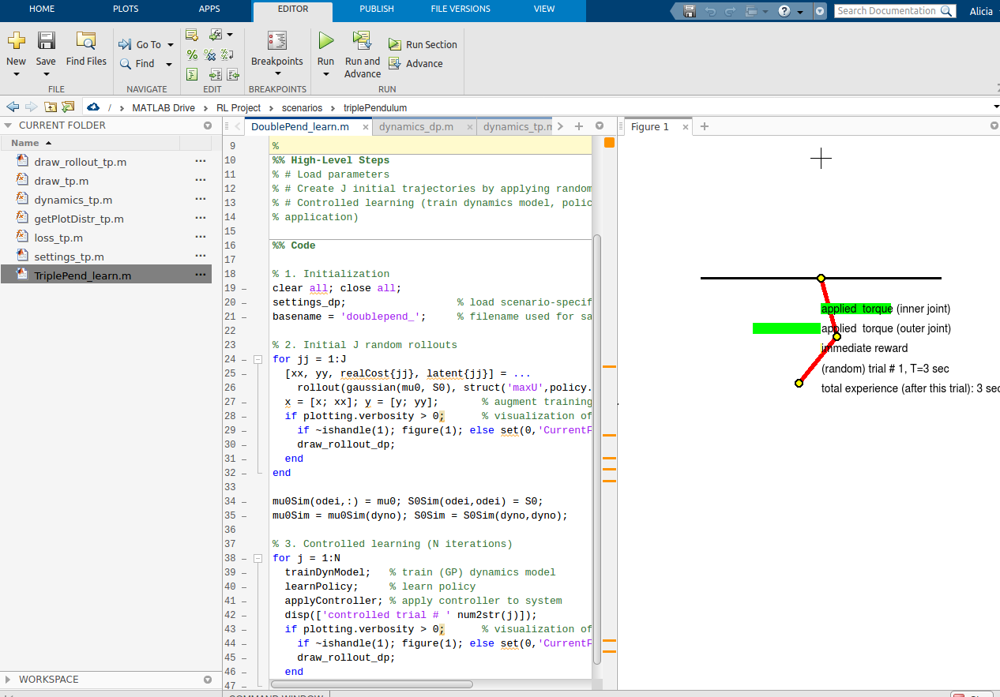 HOME PLOTS APPS EDITOR PUBLISH FILE VERSIONS VIEW Search Documentation Alicia
New Save Find Files Go To Find Breakpoints Run Run and Advance Run Section Advance
FILE NAVIGATE EDIT BREAKPOINTS RUN
/ MATLAB Drive RL Project scenarios triplePendulum
CURRENT FOLDER
Name
draw_rollout_tp.m
draw_tp.m
dynamics_tp.m
getPlotDistr_tp.m
loss_tp.m
settings_tp.m
TriplePend_learn.m
WORKSPACE
DoublePend_learn.m dynamics_dp.m dynamics_tp.m
9 %
10 %% High-Level Steps
11 % # Load parameters
12 % # Create J initial trajectories by applying random
13 % # Controlled learning (train dynamics model, polic
14 % application)
15
16 %% Code
17
18 % 1. Initialization
19 – clear all; close all;
20 – settings_dp; % load scenario-specif
21 – basename = 'doublepend_'; % filename used for sa
22
23 % 2. Initial J random rollouts
24 – for jj = 1:J
25 – [xx, yy, realCost{jj}, latent{jj}] = ...
26 rollout(gaussian(mu0, S0), struct('maxU',policy.
27 – x = [x; xx]; y = [y; yy]; % augment training
28 – if plotting.verbosity > 0; % visualization of
29 – if ~ishandle(1); figure(1); else set(0,'CurrentF
30 – draw_rollout_dp;
31 – end
32 – end
33
34 – mu0Sim(odei,:) = mu0; S0Sim(odei,odei) = S0;
35 – mu0Sim = mu0Sim(dyno); S0Sim = S0Sim(dyno,dyno);
36
37 % 3. Controlled learning (N iterations)
38 – for j = 1:N
39 – trainDynModel; % train (GP) dynamics model
40 – learnPolicy; % learn policy
41 – applyController; % apply controller to system
42 – disp(['controlled trial # ' num2str(j)]);
43 – if plotting.verbosity > 0; % visualization of
44 – if ~ishandle(1); figure(1); else set(0,'CurrentF
45 – draw_rollout_dp;
46 – end
47 –
COMMAND WINDOW
Figure 1
applied torque (inner joint)
applied torque (outer joint)
immediate reward
(random) trial # 1, T=3 sec
total experience (after this trial): 3 sec